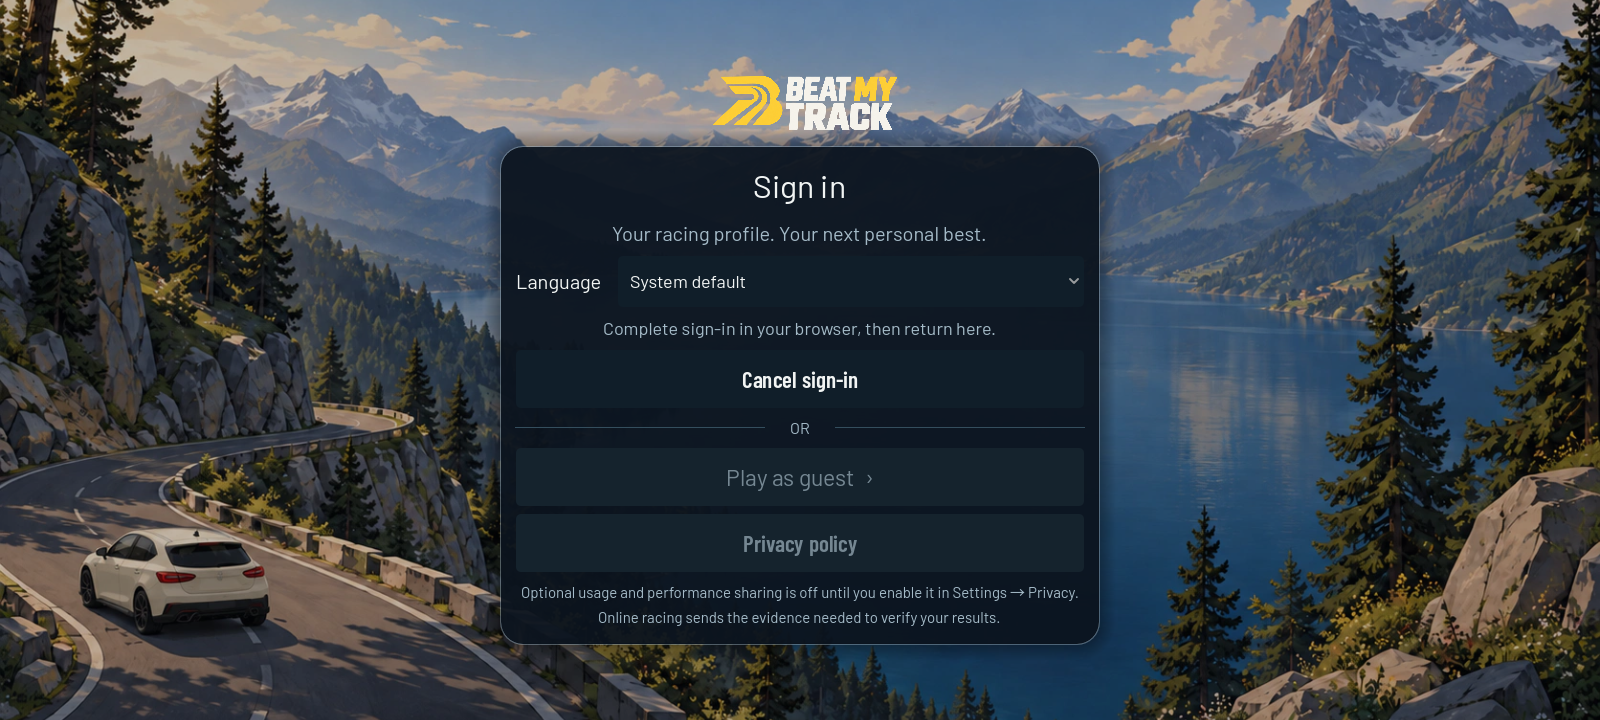 BEAT MY
TRACK
Sign in
Your racing profile. Your next personal best.
Language
System default
Complete sign-in in your browser, then return here.
Cancel sign-in
OR
Play as guest ›
Privacy policy
Optional usage and performance sharing is off until you enable it in Settings → Privacy.
Online racing sends the evidence needed to verify your results.